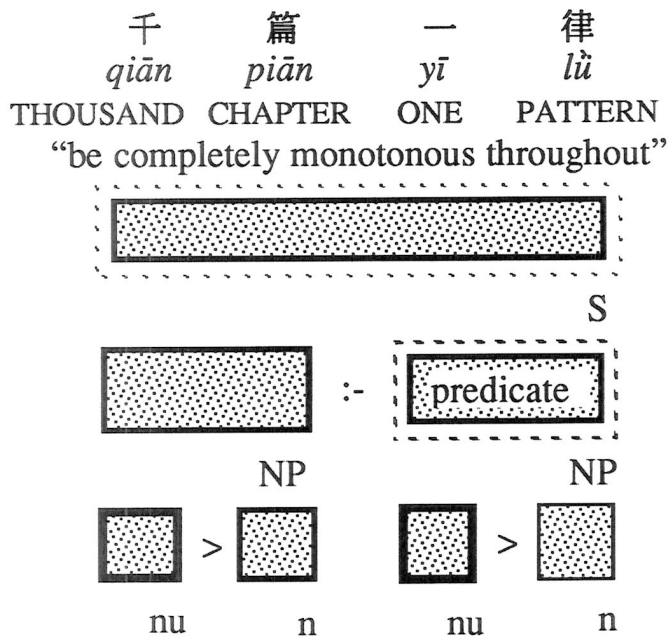 千 篇 一 律
qiān piān yī lǜ
THOUSAND CHAPTER ONE PATTERN
“be completely monotonous throughout”
S
:- predicate
NP NP
> >
nu n nu n